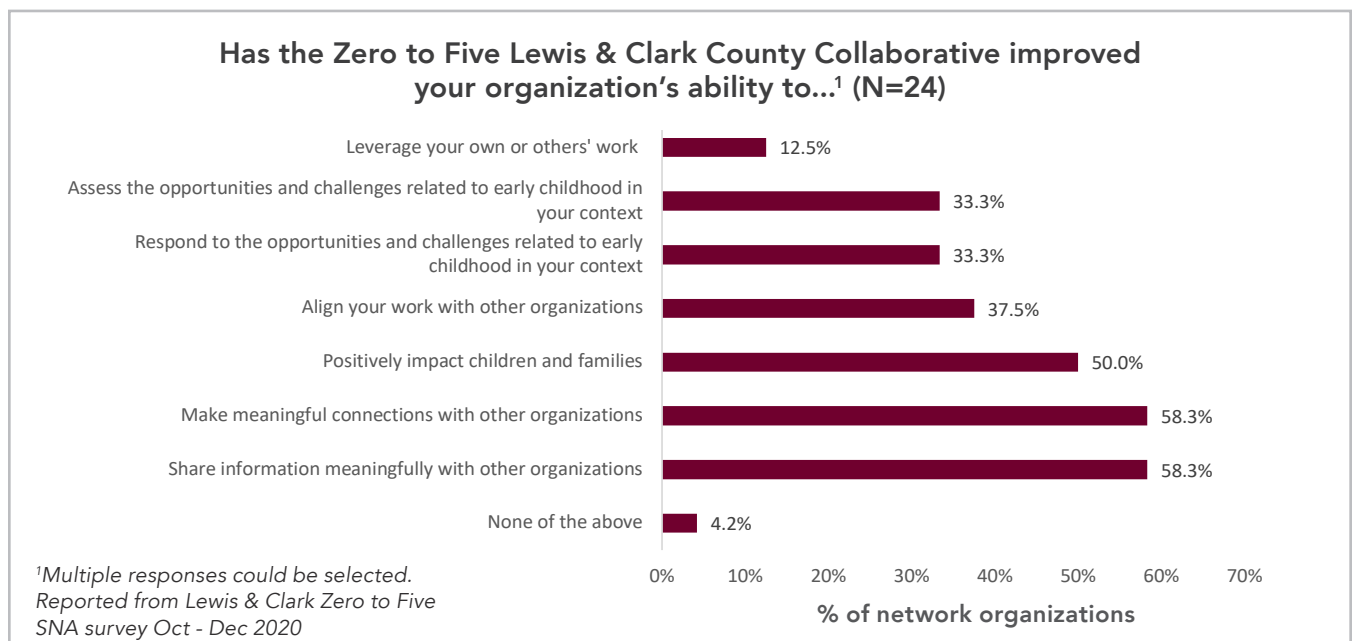 Has the Zero to Five Lewis & Clark County Collaborative improved
your organization's ability to...¹ (N=24)
Leverage your own or others' work
12.5%
Assess the opportunities and challenges related to early childhood in
your context
33.3%
Respond to the opportunities and challenges related to early
childhood in your context
33.3%
Align your work with other organizations
37.5%
Positively impact children and families
50.0%
Make meaningful connections with other organizations
58.3%
Share information meaningfully with other organizations
58.3%
None of the above
4.2%
0% 10% 20% 30% 40% 50% 60% 70%
% of network organizations
¹Multiple responses could be selected.
Reported from Lewis & Clark Zero to Five
SNA survey Oct - Dec 2020